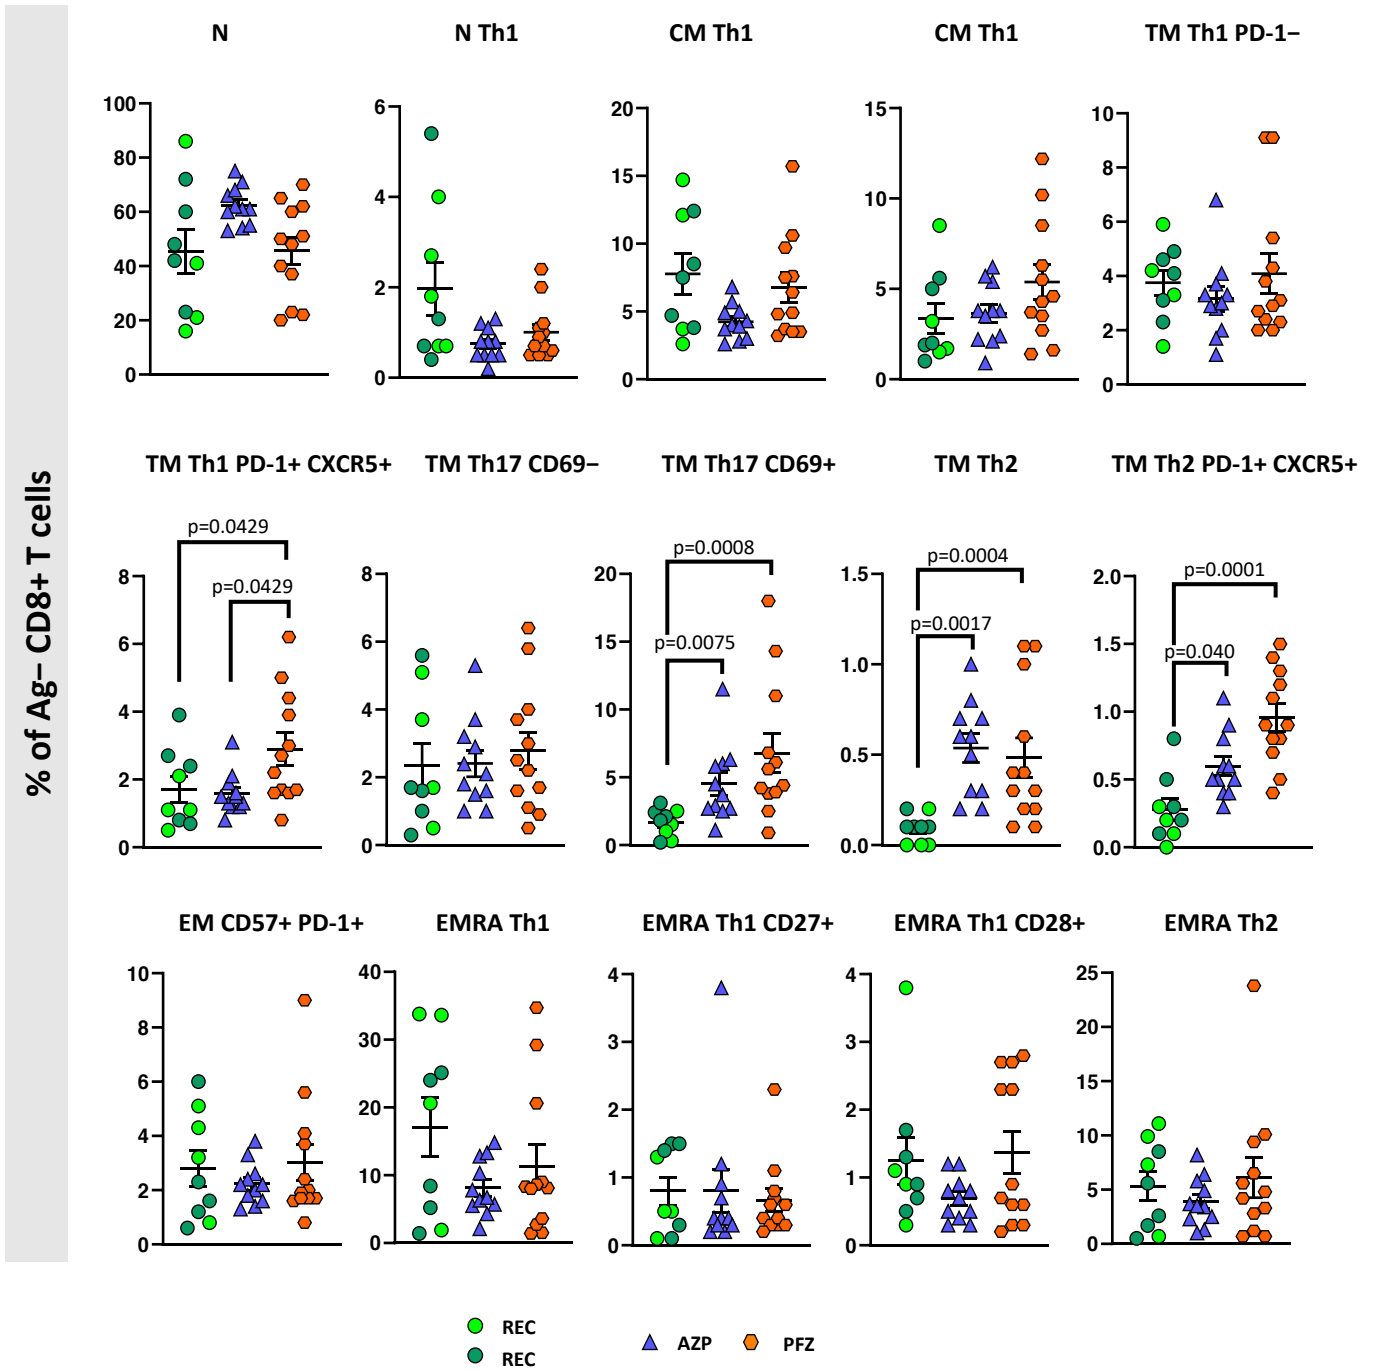 % of Ag− CD8+ T cells
N
N Th1
CM Th1
CM Th1
TM Th1 PD-1−
100
80
60
40
20
0
6
4
2
0
20
15
10
5
0
15
10
5
0
10
8
6
4
2
0
TM Th1 PD-1+ CXCR5+
TM Th17 CD69−
TM Th17 CD69+
TM Th2
TM Th2 PD-1+ CXCR5+
p=0.0429
p=0.0429
8
6
4
2
0
8
6
4
2
0
p=0.0008
p=0.0075
20
15
10
5
0
p=0.0004
p=0.0017
1.5
1.0
0.5
0.0
p=0.0001
p=0.040
2.0
1.5
1.0
0.5
0.0
EM CD57+ PD-1+
EMRA Th1
EMRA Th1 CD27+
EMRA Th1 CD28+
EMRA Th2
10
8
6
4
2
0
40
30
20
10
0
4
3
2
1
0
4
3
2
1
0
25
20
15
10
5
0
REC
REC
AZP
PFZ